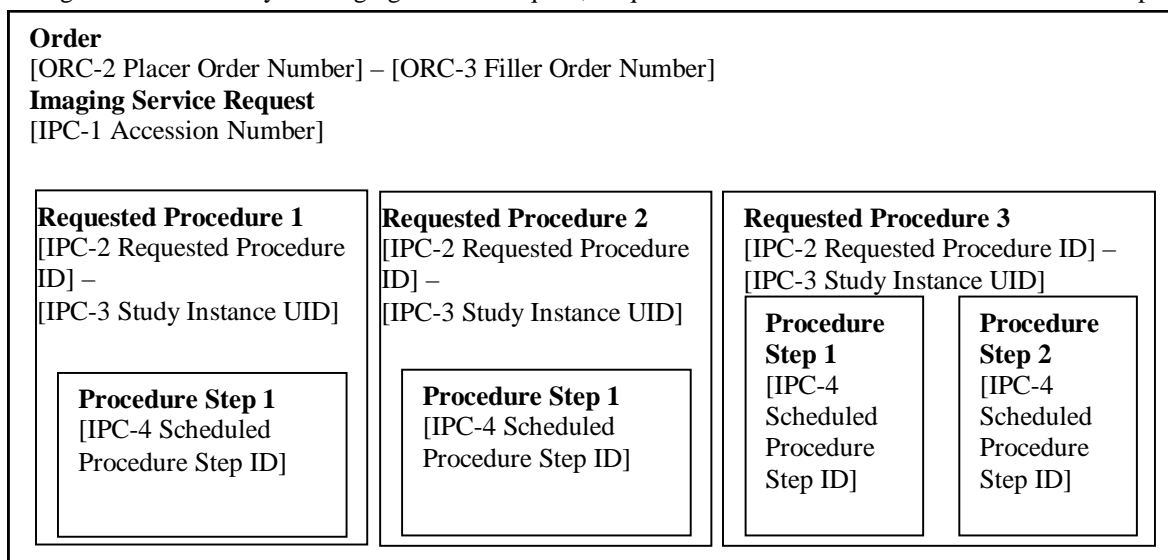 Order
[ORC-2 Placer Order Number] – [ORC-3 Filler Order Number]
Imaging Service Request
[IPC-1 Accession Number]
Requested Procedure 1
[IPC-2 Requested Procedure
ID] –
[IPC-3 Study Instance UID]
Procedure Step 1
[IPC-4 Scheduled
Procedure Step ID]
Requested Procedure 2
[IPC-2 Requested Procedure
ID] –
[IPC-3 Study Instance UID]
Procedure Step 1
[IPC-4 Scheduled
Procedure Step ID]
Requested Procedure 3
[IPC-2 Requested Procedure ID] –
[IPC-3 Study Instance UID]
Procedure
Step 1
[IPC-4
Scheduled
Procedure
Step ID]
Procedure
Step 2
[IPC-4
Scheduled
Procedure
Step ID]